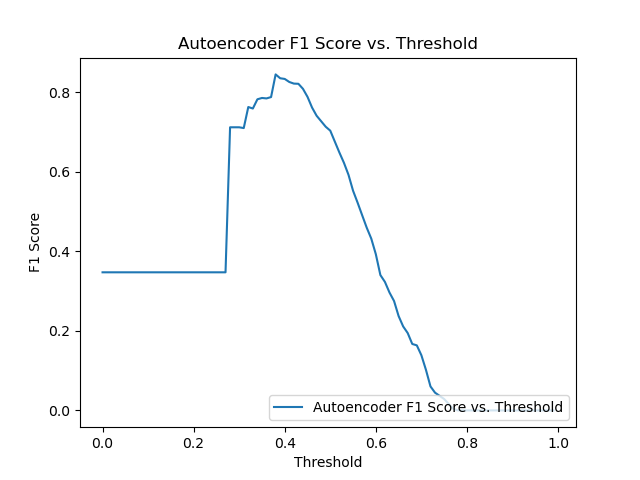 Autoencoder F1 Score vs. Threshold
0.8
0.6
0.4
0.2
0.0
F1 Score
Autoencoder F1 Score vs. Threshold
0.0 0.2 0.4 0.6 0.8 1.0
Threshold